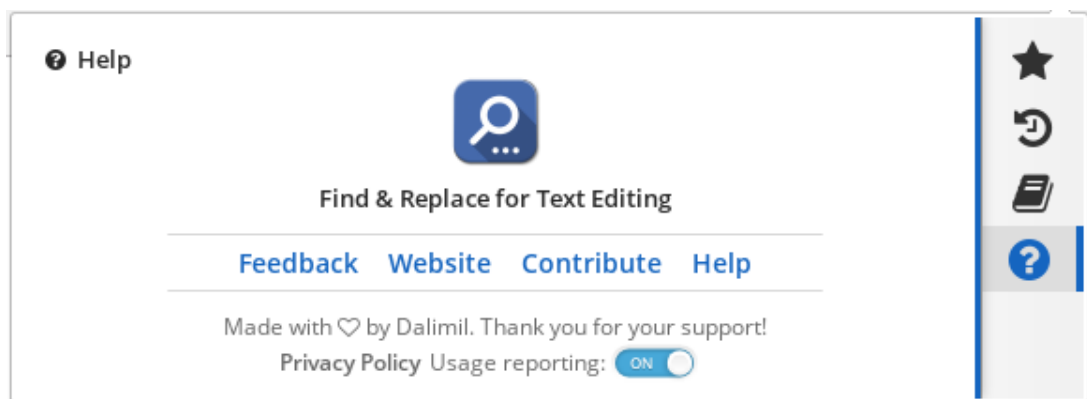 Help
Find & Replace for Text Editing
Feedback Website Contribute Help
Made with ♡ by Dalimil. Thank you for your support!
Privacy Policy Usage reporting: ON